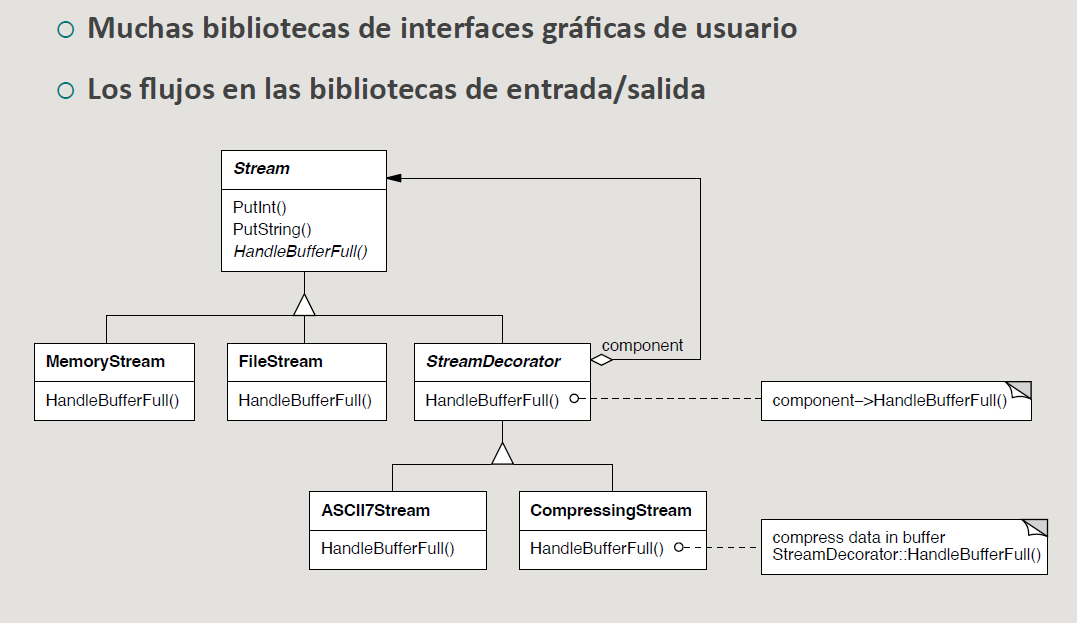 Muchas bibliotecas de interfaces gráficas de usuario
Los flujos en las bibliotecas de entrada/salida
Stream
PutInt()
PutString()
HandleBufferFull()
component
MemoryStream
HandleBufferFull()
FileStream
HandleBufferFull()
StreamDecorator
HandleBufferFull()
component–>HandleBufferFull()
ASCII7Stream
HandleBufferFull()
CompressingStream
HandleBufferFull()
compress data in buffer
StreamDecorator::HandleBufferFull()